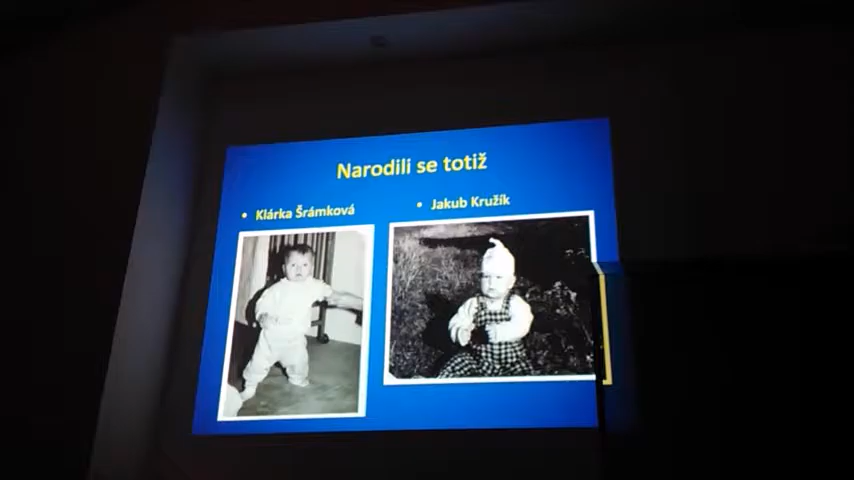 Narodili se totiž
• Klárka Šrámková
• Jakub Kružík